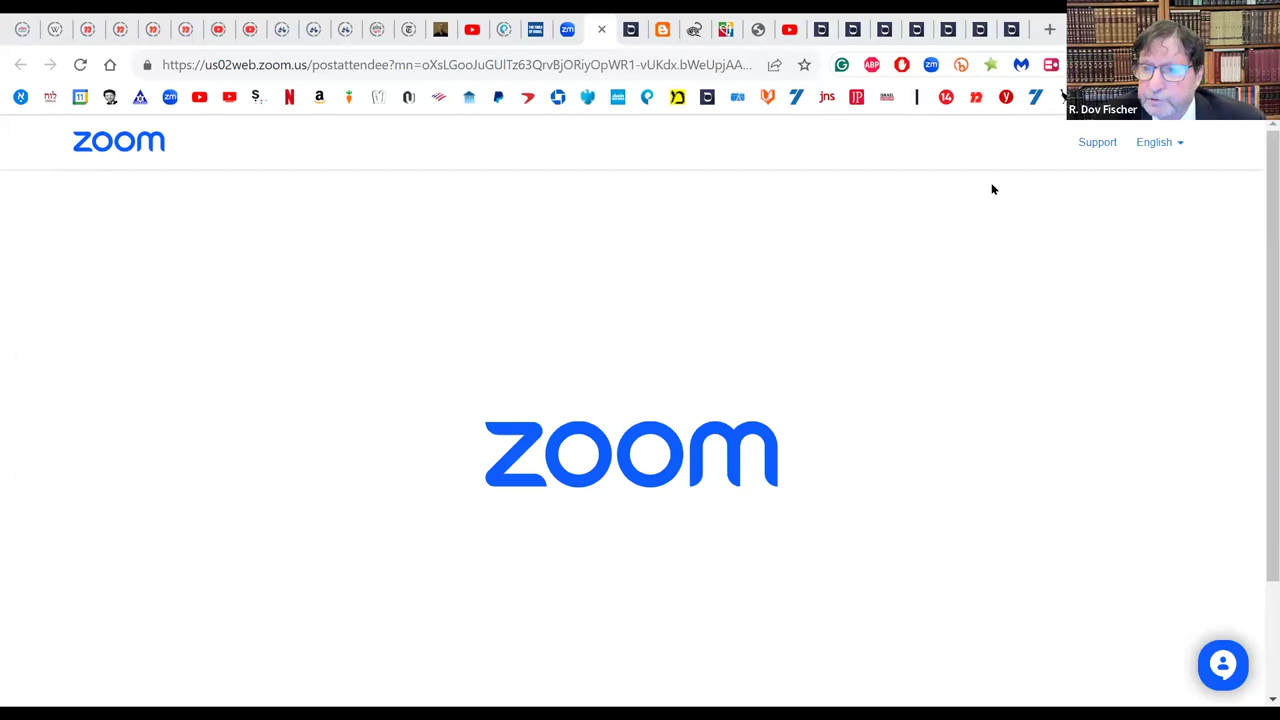 https://us02web.zoom.us/postattendee?mn=oXsLGooJuGUlTz63QrvBjORiyOpWR1-vUKdx.bWeUpjAA...
R. Dov Fischer
zoom
Support
English
zoom